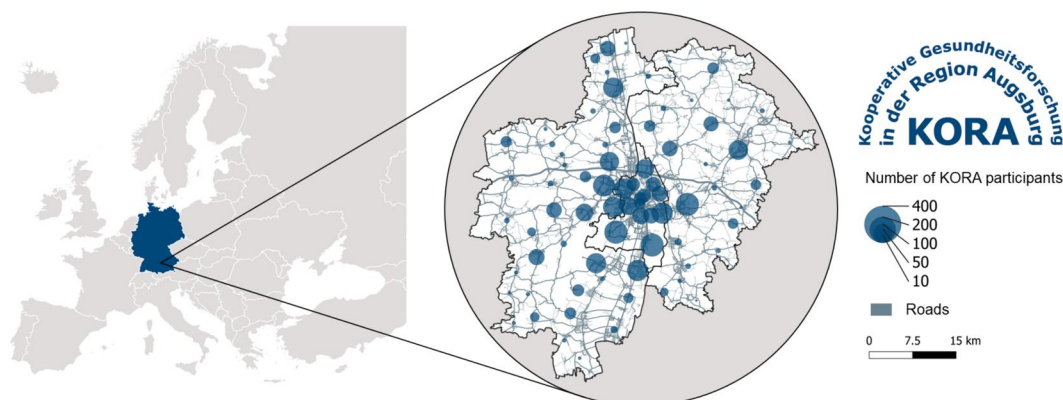 Kooperative Gesundheitsforschung
in der Region Augsburg
KORA
Number of KORA participants
400
200
100
50
10
Roads
0 7.5 15 km